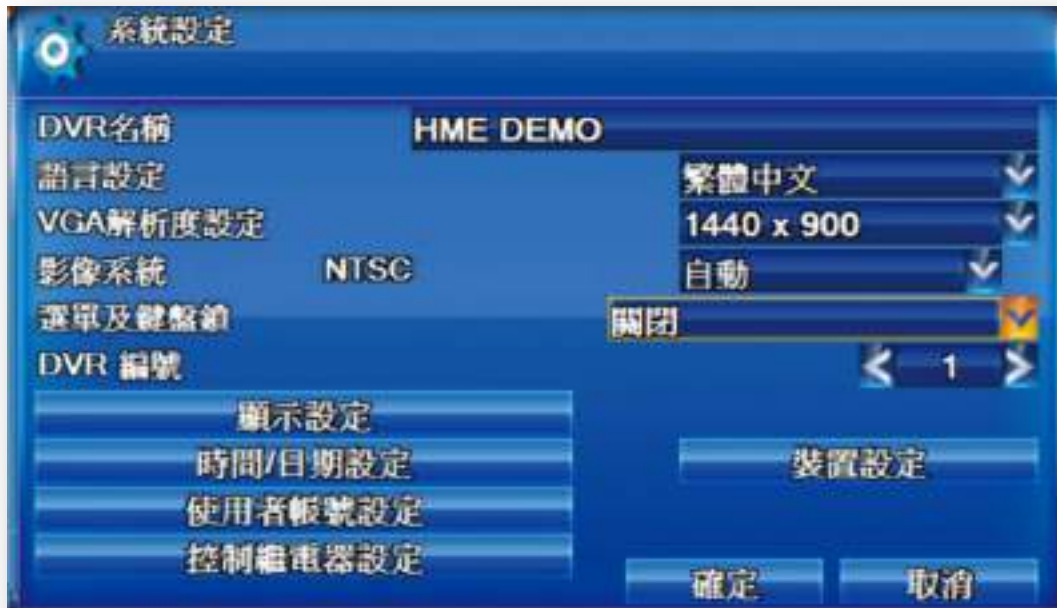 系統設定
DVR名稱 HME DEMO
語言設定 繁體中文
VGA解析度設定 1440 x 900
影像系統 NTSC 自動
選單及鍵盤鎖 關閉
DVR 編號 < 1 >
顯示設定
時間/日期設定 裝置設定
使用者帳號設定
控制繼電器設定
確定 取消